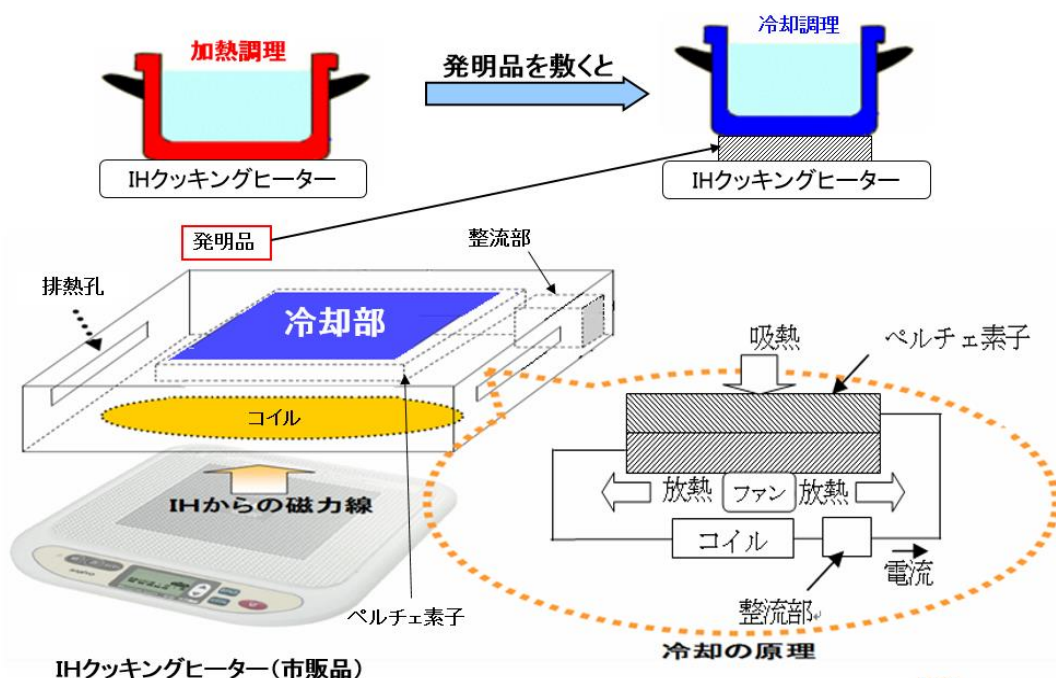 加熱調理
IHクッキングヒーター
発明品を敷くと
冷却調理
IHクッキングヒーター
発明品
整流部
排熱孔
冷却部
コイル
IHからの磁力線
ペルチェ素子
IHクッキングヒーター(市販品)
吸熱
ペルチェ素子
放熱
ファン
放熱
コイル
電流
整流部
冷却の原理